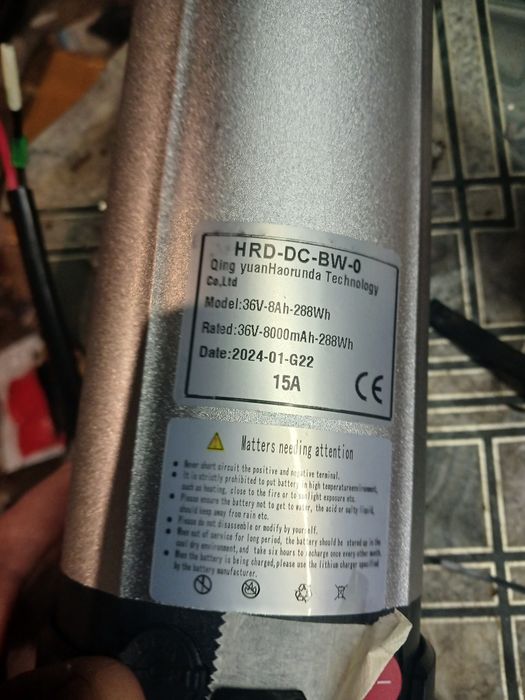 HRD-DC-BW-0
Qing yuanHaorunda Technology
Co,Ltd
Model:36V-8Ah-288Wh
Rated:36V-8000mAh-288Wh
Date:2024-01-G22
15A CE
Matters needing attention
● Never short circuit the positive and negative terminal.
● It is strictly prohibited to put battery in high temperatureenvironment,
such as heating, close to the fire or to sunlight exposure etc.
● Please ensure the battery not get to water, the acid or salty liquid,
should keep away from rain etc.
● Please do not disassemble or modify by yourself.
● When out of service for long period, the battery should be stored up in the
cool dry environment, and take six hours to recharge once every other month.
● When the battery is being charged, please use the lithium charger specified
by the battery manufacturer.